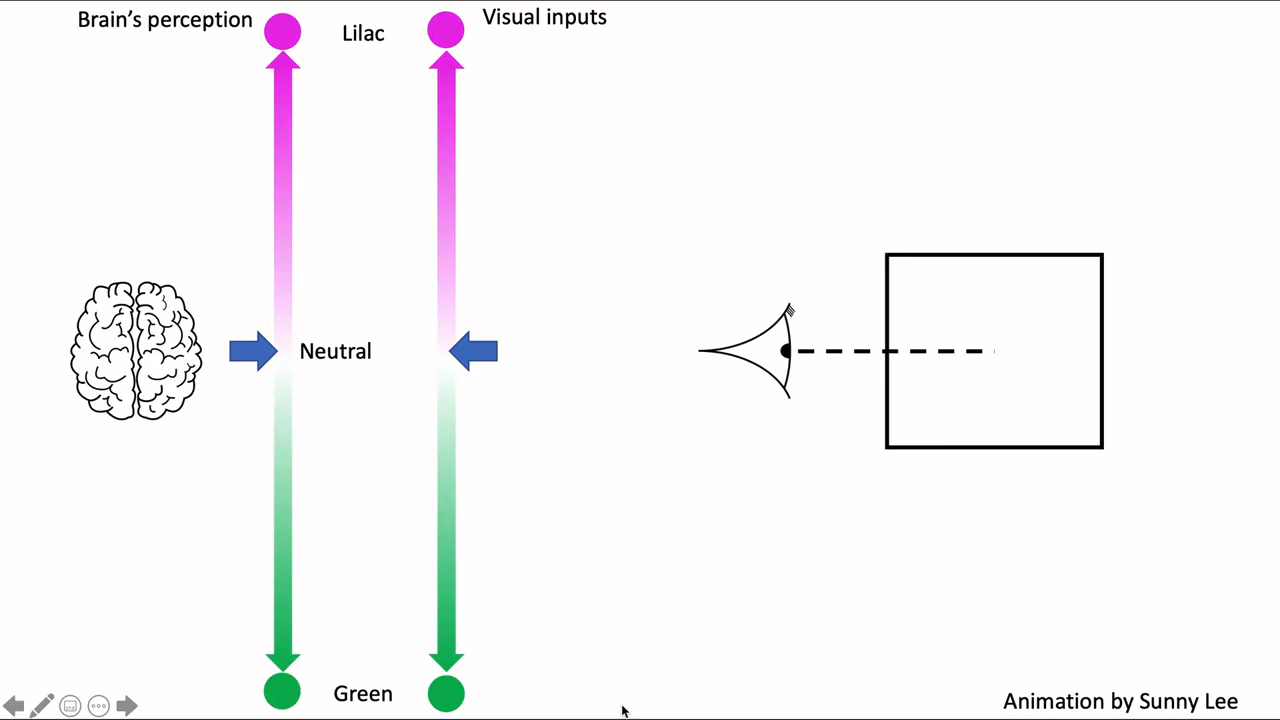 Brain’s perception
Lilac
Visual inputs
Neutral
Green
Animation by Sunny Lee